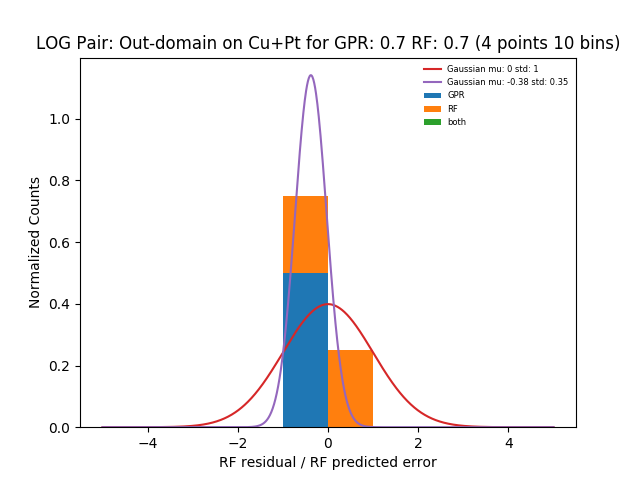 LOG Pair: Out-domain on Cu+Pt for GPR: 0.7 RF: 0.7 (4 points 10 bins)
Gaussian mu: 0 std: 1
Gaussian mu: -0.38 std: 0.35
GPR
RF
both
Normalized Counts
1.0
0.8
0.6
0.4
0.2
0.0
−4
−2
0
2
4
RF residual / RF predicted error